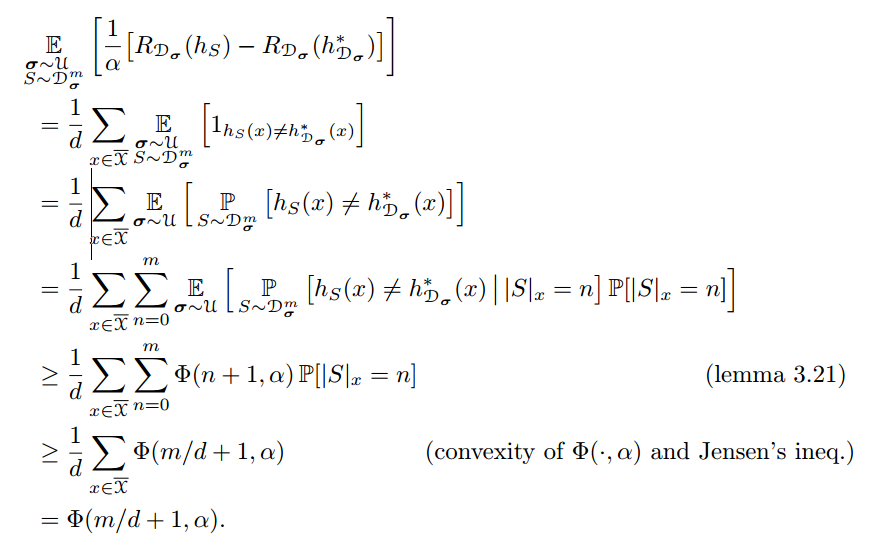 𝔼_{σ∼𝒰, S∼𝒟_σ^m} [ 1/α [R_{𝒟_σ}(h_S) − R_{𝒟_σ}(h*_{𝒟_σ})] ]
= 1/d ∑_{x∈𝒳̅} 𝔼_{σ∼𝒰, S∼𝒟_σ^m} [ 1_{h_S(x)≠h*_{𝒟_σ}(x)} ]
= 1/d ∑_{x∈𝒳̅} 𝔼_{σ∼𝒰} [ ℙ_{S∼𝒟_σ^m} [h_S(x) ≠ h*_{𝒟_σ}(x)] ]
= 1/d ∑_{x∈𝒳̅} ∑_{n=0}^{m} 𝔼_{σ∼𝒰} [ ℙ_{S∼𝒟_σ^m} [h_S(x) ≠ h*_{𝒟_σ}(x) | |S|_x = n] ℙ[|S|_x = n] ]
≥ 1/d ∑_{x∈𝒳̅} ∑_{n=0}^{m} Φ(n + 1, α) ℙ[|S|_x = n] (lemma 3.21)
≥ 1/d ∑_{x∈𝒳̅} Φ(m/d + 1, α) (convexity of Φ(·, α) and Jensen's ineq.)
= Φ(m/d + 1, α).